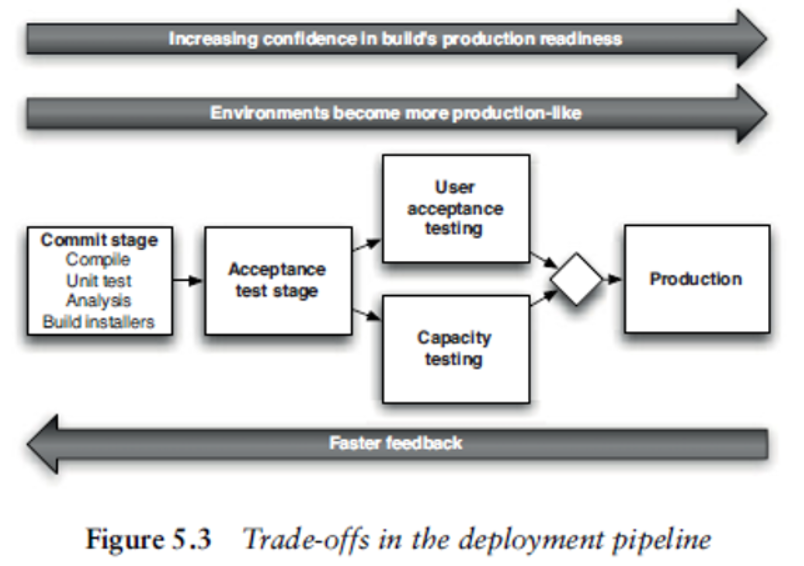 Increasing confidence in build's production readiness
Environments become more production-like
Commit stage
Compile
Unit test
Analysis
Build installers
Acceptance
test stage
User
acceptance
testing
Capacity
testing
Production
Faster feedback
Figure 5.3 Trade-offs in the deployment pipeline